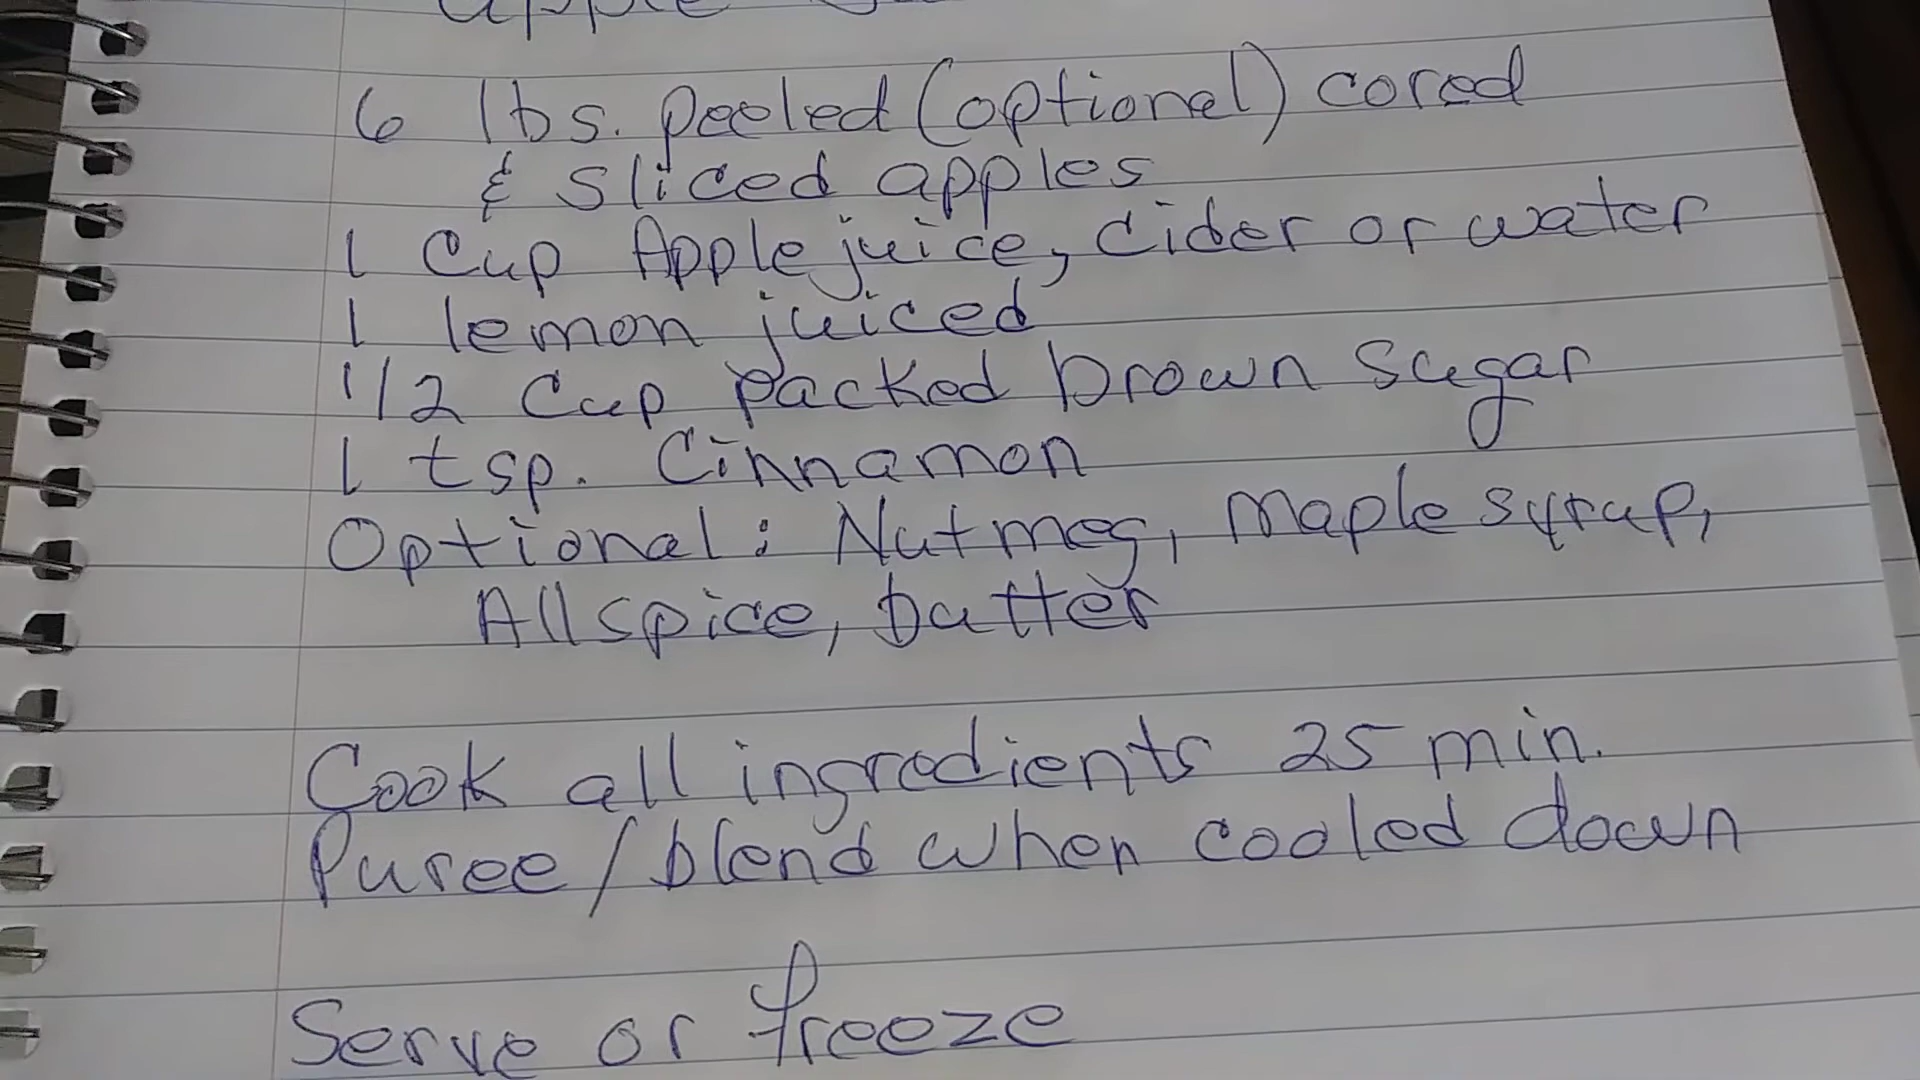 apple
6 lbs. peeled (optional) cored
& sliced apples
1 Cup Apple juice, Cider or water
1 lemon juiced
1/2 Cup packed brown sugar
1 tsp. Cinnamon
Optional: Nutmeg, Maple syrup,
Allspice, butter
Cook all ingredients 25 min.
Puree/blend when cooled down
Serve or freeze